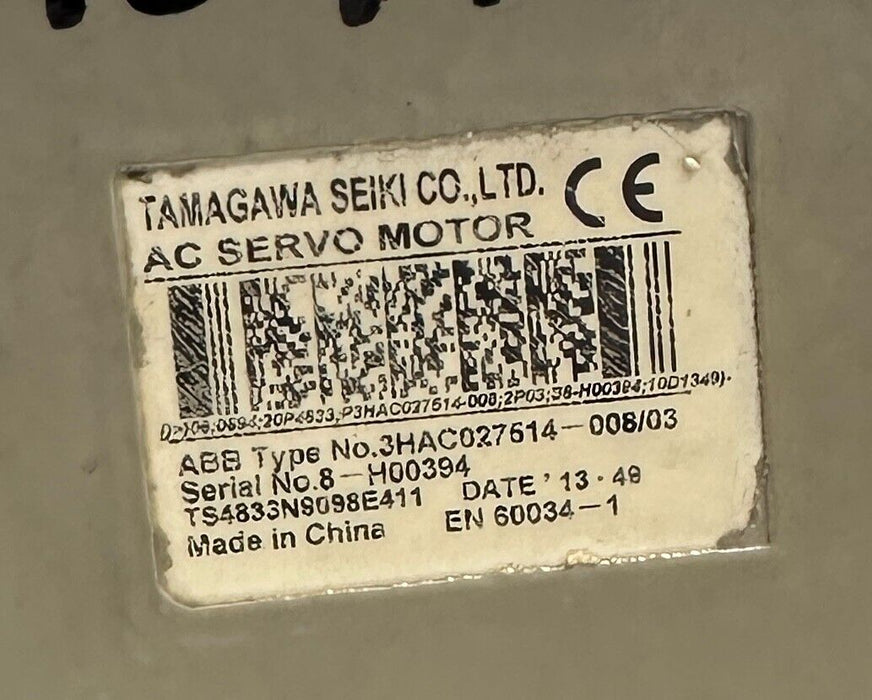 TAMAGAWA SEIKI CO.,LTD. CE
AC SERVO MOTOR
ABB Type No.3HAC027614-006/03
Serial No.8-H00394
TS4833N9098E411 DATE '13.49
Made in China EN 60034-1